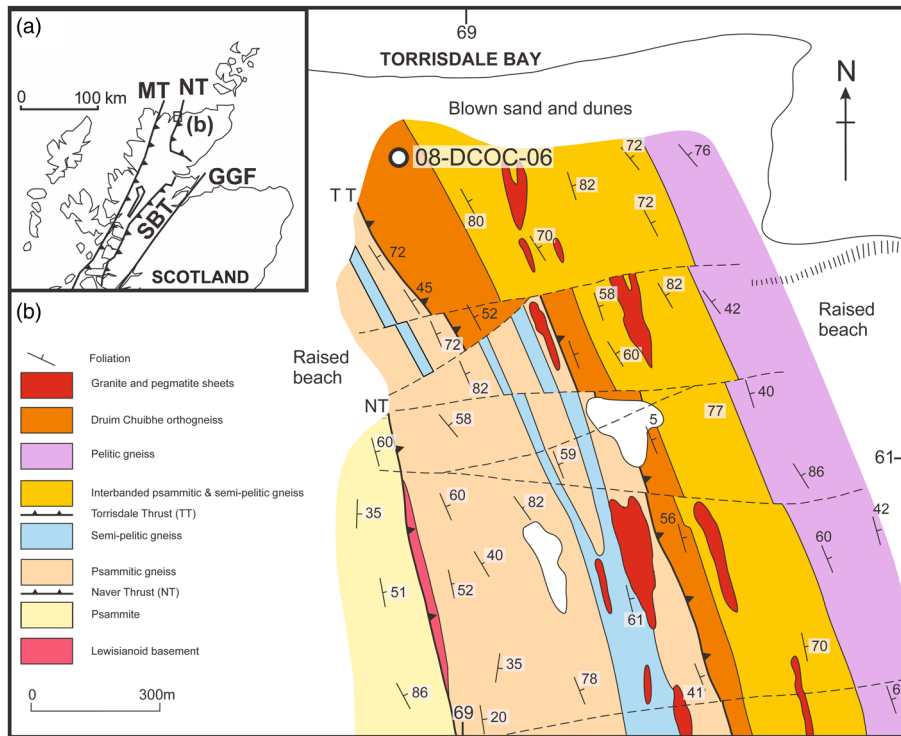 (a)
0 100 km
MT NT
(b)
GGF
SBT
SCOTLAND
69
TORRISDALE BAY
N
Blown sand and dunes
08-DCOC-06
72
76
82
T T
80
72
72
70
45
52
58
82
42
72
60
Raised
beach
Raised
beach
82
40
NT
58
77
5
61
60
59
86
60
82
42
35
56
60
40
51
52
61
70
35
78
41
86
69
20
(b)
Foliation
Granite and pegmatite sheets
Druim Chuibhe orthogneiss
Pelitic gneiss
Interbanded psammitic & semi-pelitic gneiss
Torrisdale Thrust (TT)
Semi-pelitic gneiss
Psammitic gneiss
Naver Thrust (NT)
Psammite
Lewisianoid basement
0 300m